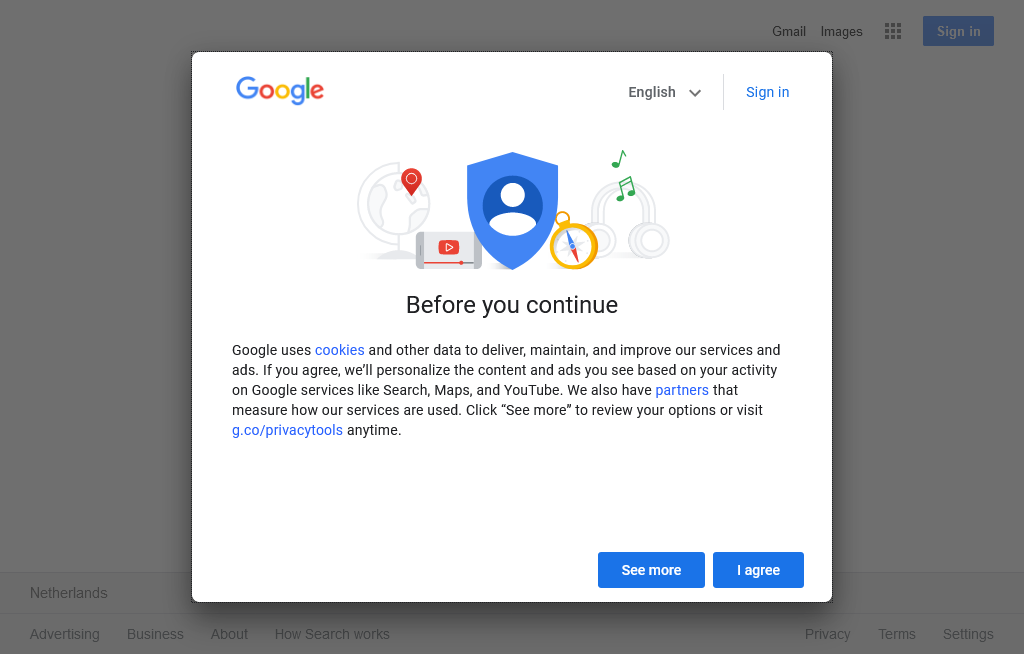 Gmail Images Sign in
Google English Sign in
Before you continue
Google uses cookies and other data to deliver, maintain, and improve our services and
ads. If you agree, we’ll personalize the content and ads you see based on your activity
on Google services like Search, Maps, and YouTube. We also have partners that
measure how our services are used. Click “See more” to review your options or visit
g.co/privacytools anytime.
See more I agree
Netherlands
Advertising Business About How Search works Privacy Terms Settings